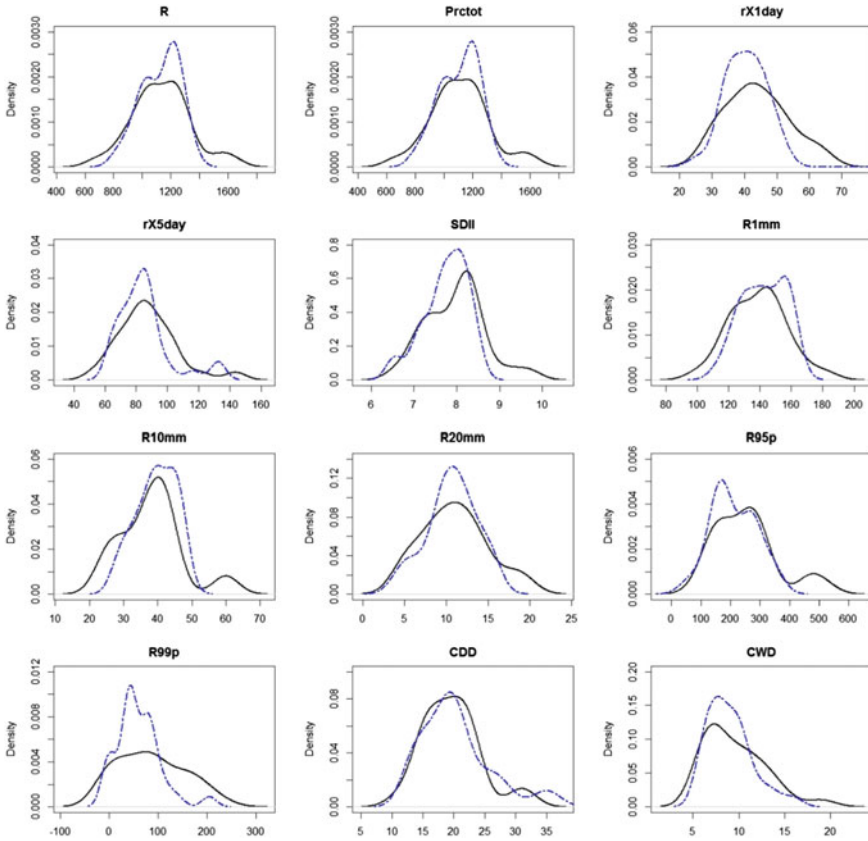 R
Prctot
rX1day
Density
0.0000 0.0010 0.0020 0.0030
400 600 800 1200 1600
Density
0.0000 0.0010 0.0020 0.0030
400 600 800 1200 1600
Density
0.00 0.02 0.04 0.06
20 30 40 50 60 70
rX5day
SDII
R1mm
Density
0.00 0.01 0.02 0.03 0.04
40 60 80 100 120 140 160
Density
0.0 0.2 0.4 0.6 0.8
6 7 8 9 10
Density
0.000 0.010 0.020 0.030
80 100 120 140 160 180 200
R10mm
R20mm
R95p
Density
0.00 0.02 0.04 0.06
10 20 30 40 50 60 70
Density
0.00 0.04 0.08 0.12
0 5 10 15 20 25
Density
0.000 0.002 0.004 0.006
0 100 200 300 400 500 600
R99p
CDD
CWD
Density
0.000 0.004 0.008 0.012
-100 0 100 200 300
Density
0.00 0.04 0.08
5 10 15 20 25 30 35
Density
0.00 0.05 0.10 0.15 0.20
5 10 15 20